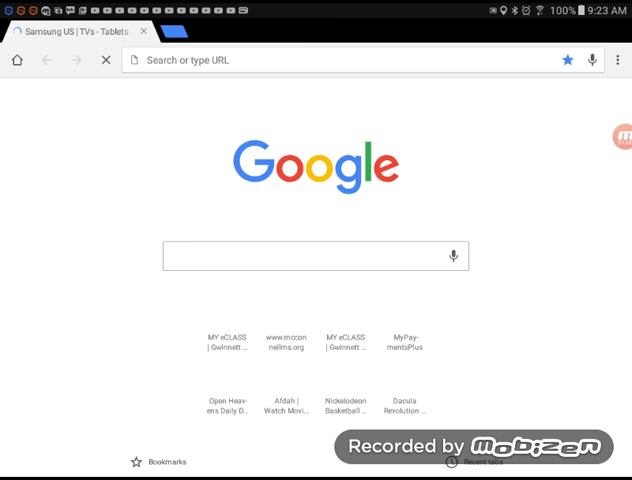 100% 9:23 AM
Samsung US | TVs - Tablets
Search or type URL
Google
MY eCLASS | Gwinnett ...
www.mcconnellms.org
MY eCLASS | Gwinnett ...
MyPay-mentsPlus
Open Heav-ens Daily D...
Afdah | Watch Movi...
Nickelodeon Basketball ...
Dacula Revolution ...
Recorded by mobizen
Bookmarks
Recent tabs